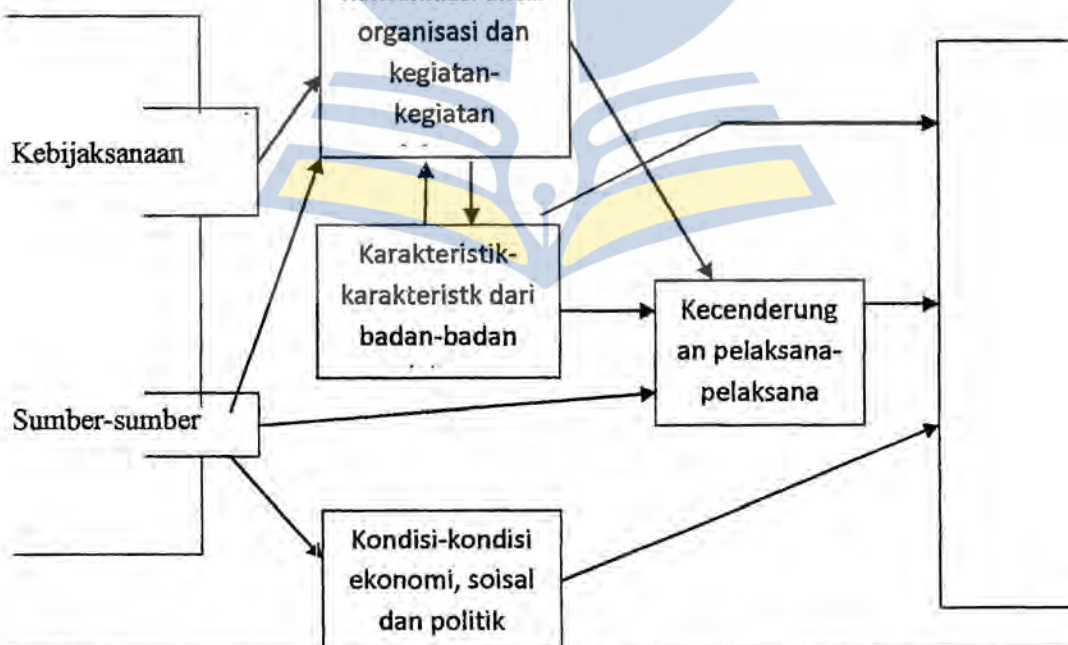 organisasi dan
kegiatan-
kegiatan
Kebijaksanaan
Karakteristik-
karakteristk dari
badan-badan
Kecenderung
an pelaksana-
pelaksana
Sumber-sumber
Kondisi-kondisi
ekonomi, soisal
dan politik